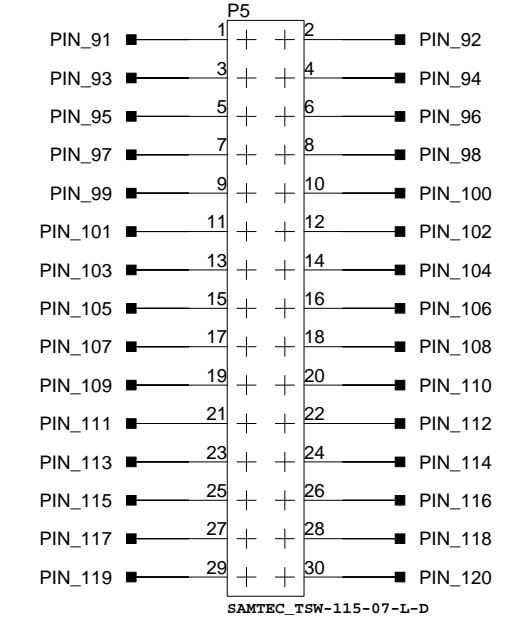 P5
PIN_91 1 2 PIN_92
PIN_93 3 4 PIN_94
PIN_95 5 6 PIN_96
PIN_97 7 8 PIN_98
PIN_99 9 10 PIN_100
PIN_101 11 12 PIN_102
PIN_103 13 14 PIN_104
PIN_105 15 16 PIN_106
PIN_107 17 18 PIN_108
PIN_109 19 20 PIN_110
PIN_111 21 22 PIN_112
PIN_113 23 24 PIN_114
PIN_115 25 26 PIN_116
PIN_117 27 28 PIN_118
PIN_119 29 30 PIN_120
SAMTEC_TSW-115-07-L-D